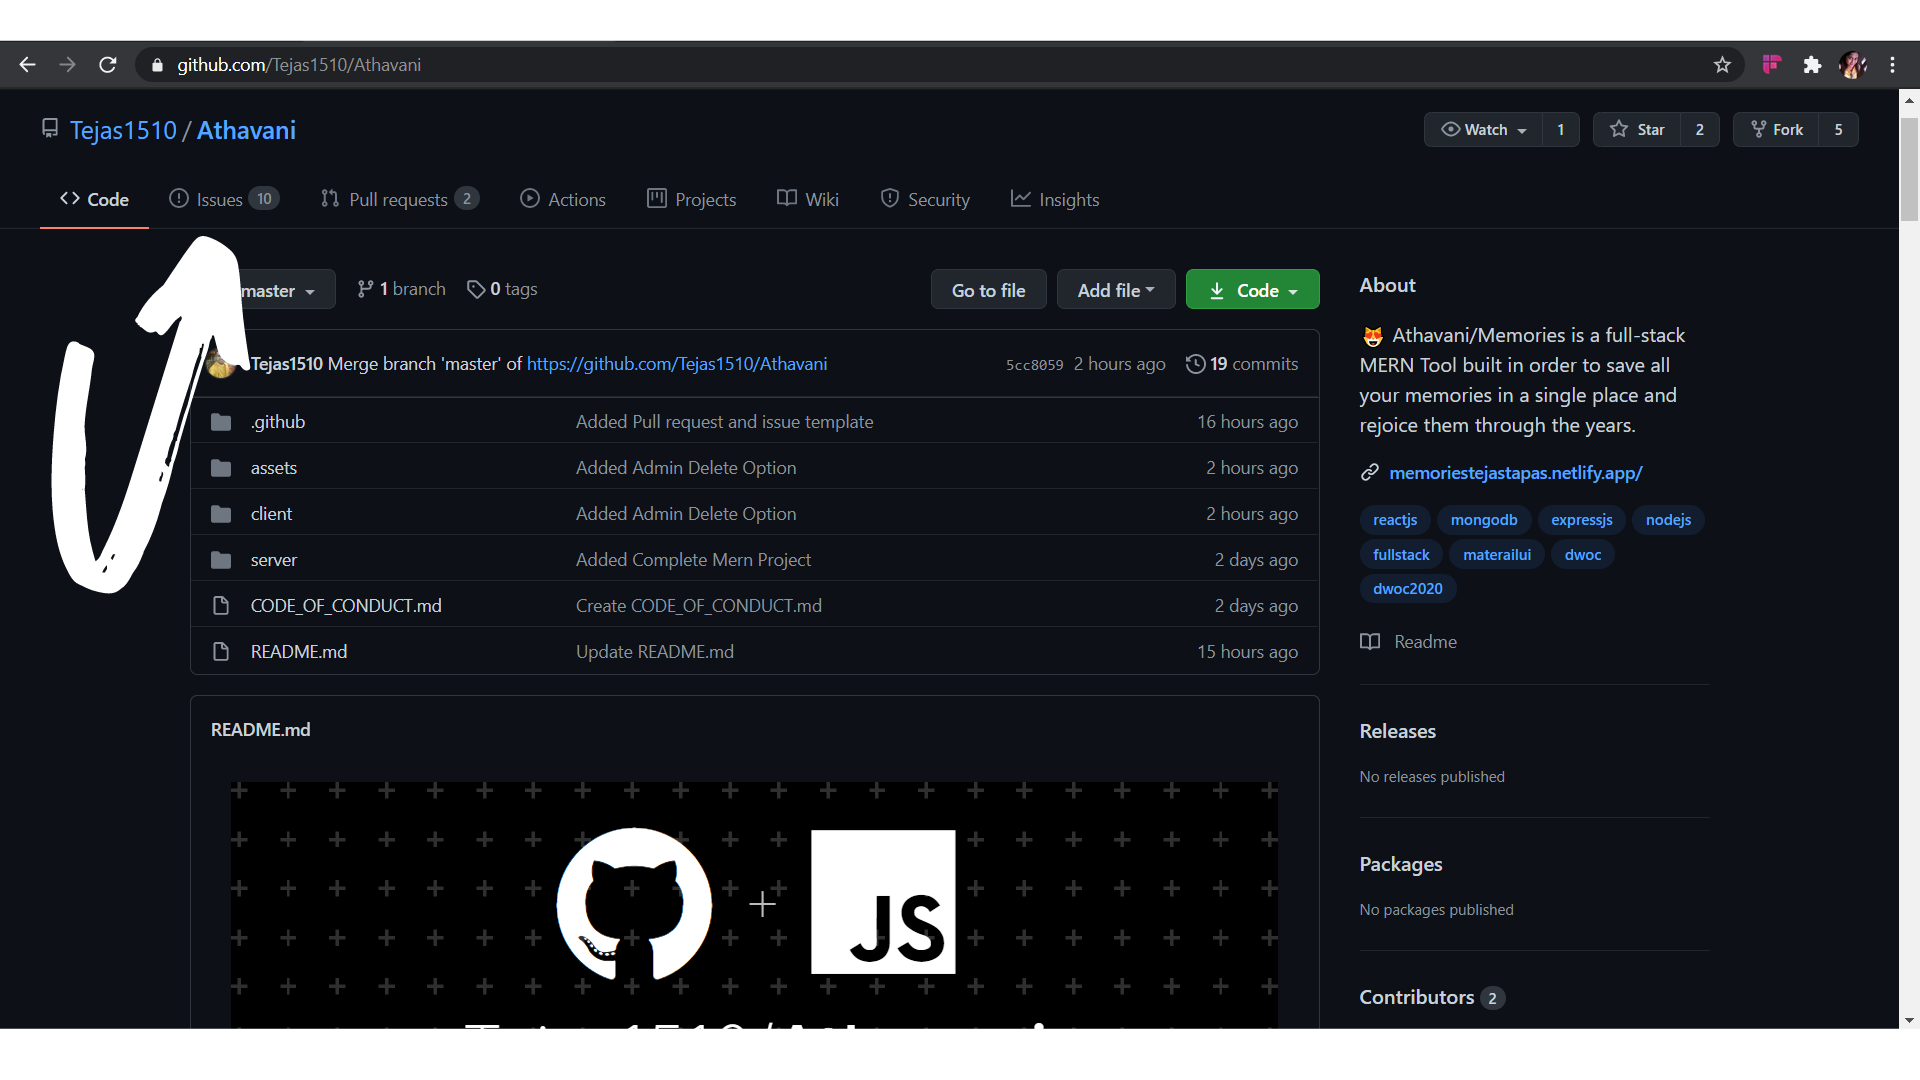 github.com/Tejas1510/Athavani
Tejas1510 / Athavani
Watch 1 Star 2 Fork 5
Code Issues 10 Pull requests 2 Actions Projects Wiki Security Insights
master 1 branch 0 tags Go to file Add file Code
Tejas1510 Merge branch 'master' of https://github.com/Tejas1510/Athavani 5cc8059 2 hours ago 19 commits
.github Added Pull request and issue template 16 hours ago
assets Added Admin Delete Option 2 hours ago
client Added Admin Delete Option 2 hours ago
server Added Complete Mern Project 2 days ago
CODE_OF_CONDUCT.md Create CODE_OF_CONDUCT.md 2 days ago
README.md Update README.md 15 hours ago
README.md
JS
About
Athavani/Memories is a full-stack
MERN Tool built in order to save all
your memories in a single place and
rejoice them through the years.
memoriestejastapas.netlify.app/
reactjs mongodb expressjs nodejs
fullstack materailui dwoc
dwoc2020
Readme
Releases
No releases published
Packages
No packages published
Contributors 2